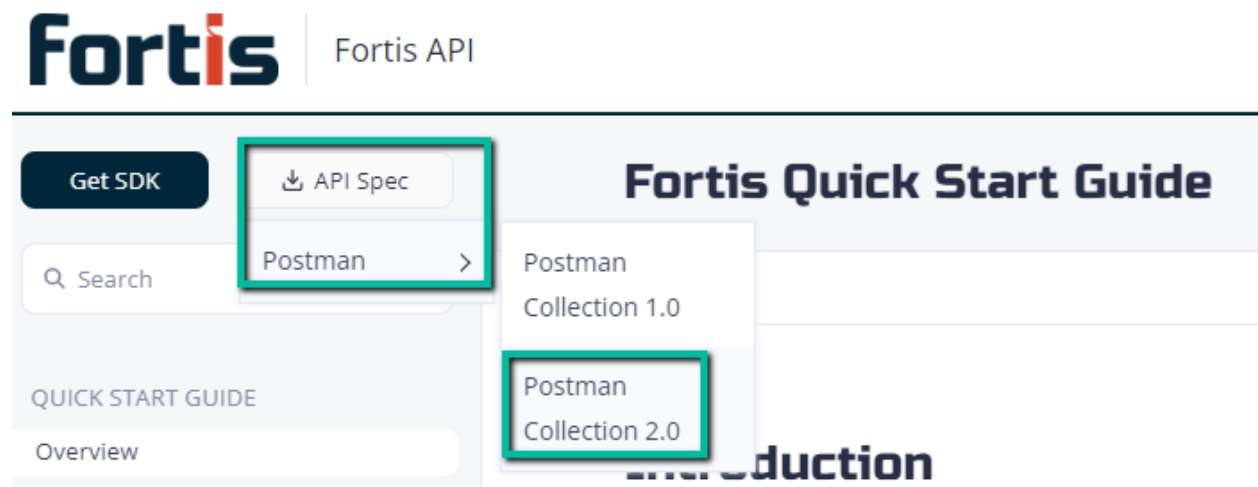 fortis
Fortis API
Get SDK
API Spec
Fortis Quick Start Guide
Search
Postman
Postman
Collection 1.0
Postman
Collection 2.0
QUICK START GUIDE
Overview
Introduction